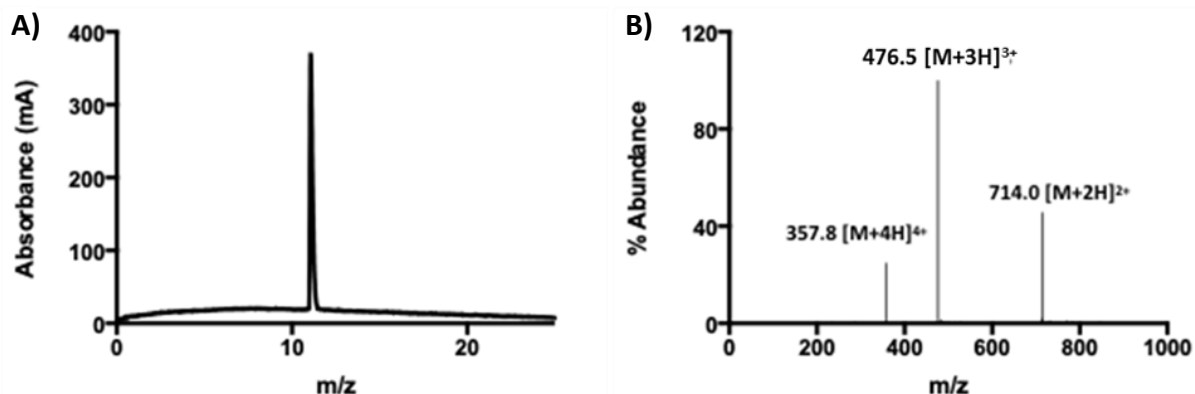 A)
Absorbance (mA)
400
300
200
100
0
0 10 20
m/z
B)
% Abundance
120
80
40
0
476.5 [M+3H]³⁺
714.0 [M+2H]²⁺
357.8 [M+4H]⁴⁺
0 200 400 600 800 1000
m/z